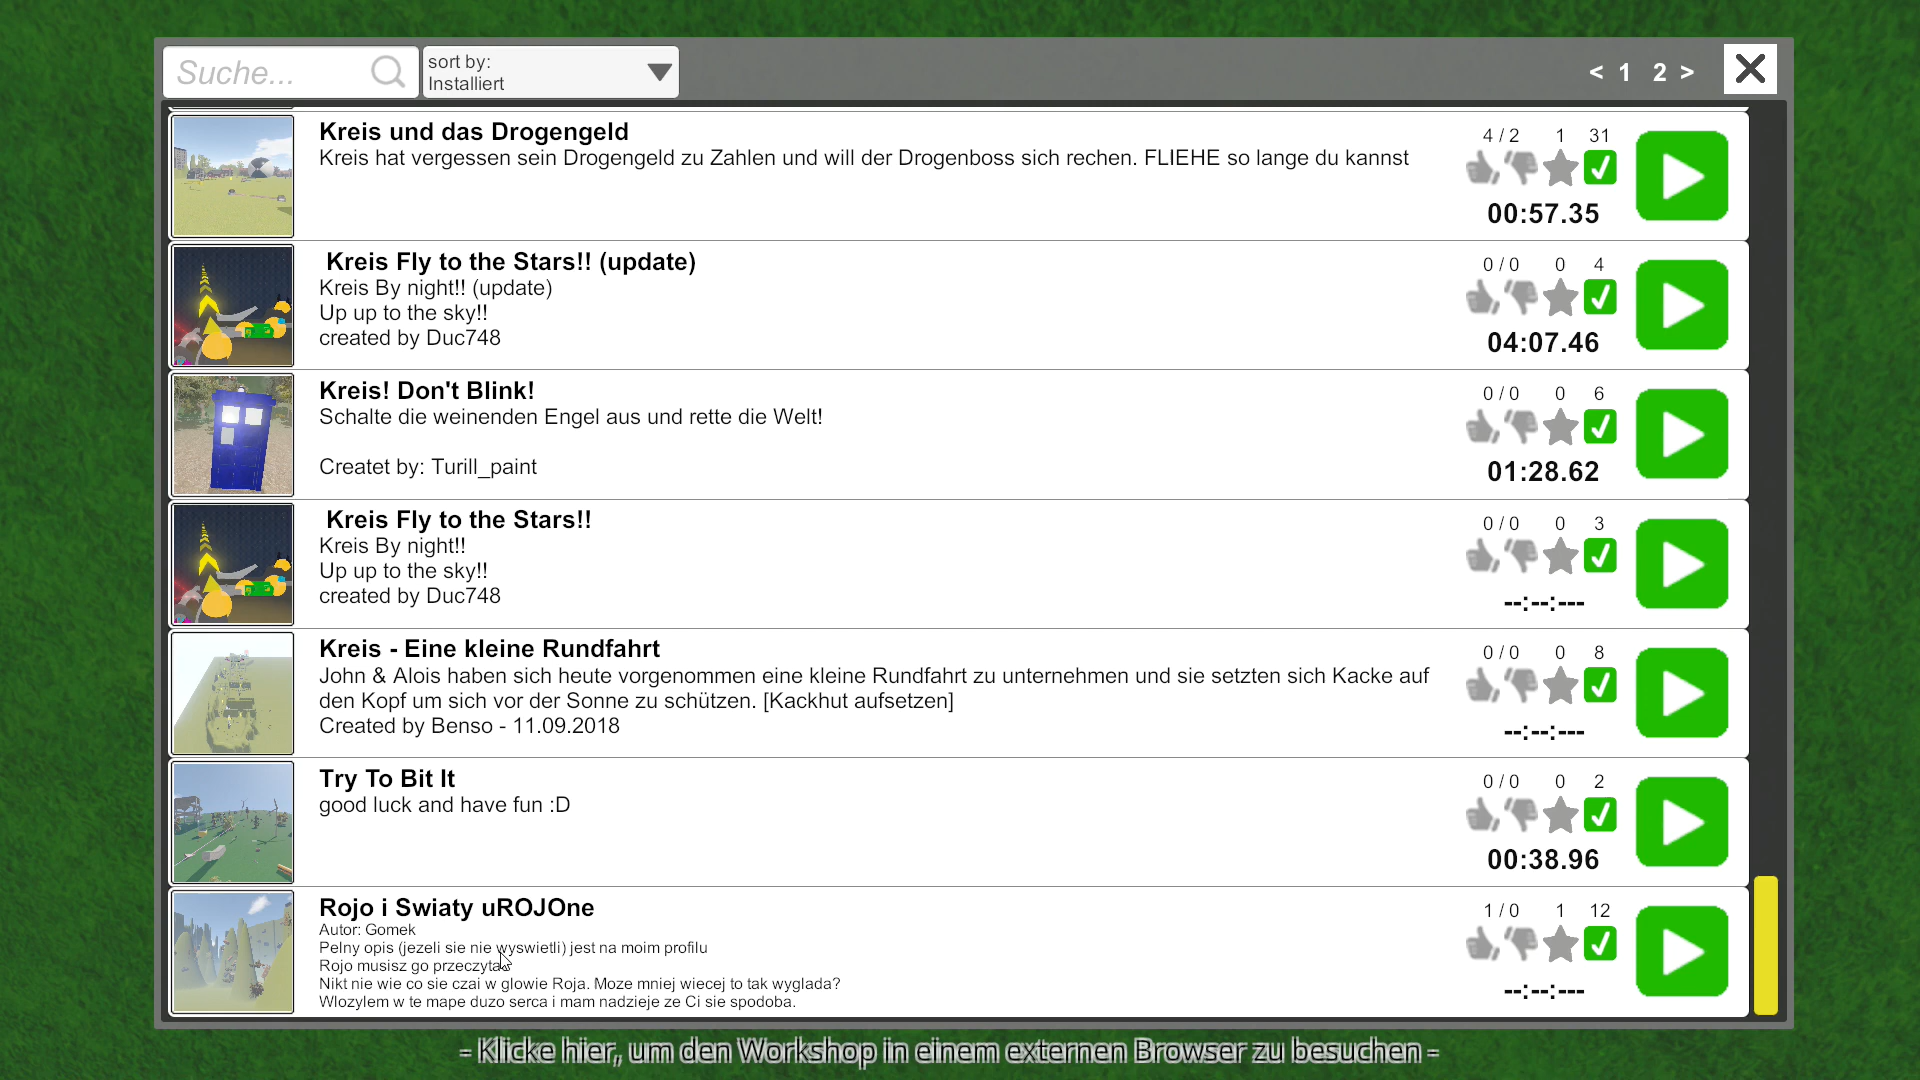 Suche...
sort by:
Installiert
< 1 2 >
Kreis und das Drogengeld
Kreis hat vergessen sein Drogengeld zu Zahlen und will der Drogenboss sich rechen. FLIEHE so lange du kannst
4 / 2 1 31
00:57.35
Kreis Fly to the Stars!! (update)
Kreis By night!! (update)
Up up to the sky!!
created by Duc748
0 / 0 0 4
04:07.46
Kreis! Don't Blink!
Schalte die weinenden Engel aus und rette die Welt!
Createt by: Turill_paint
0 / 0 0 6
01:28.62
Kreis Fly to the Stars!!
Kreis By night!!
Up up to the sky!!
created by Duc748
0 / 0 0 3
--:--:---
Kreis - Eine kleine Rundfahrt
John & Alois haben sich heute vorgenommen eine kleine Rundfahrt zu unternehmen und sie setzten sich Kacke auf
den Kopf um sich vor der Sonne zu schützen. [Kackhut aufsetzen]
Created by Benso - 11.09.2018
0 / 0 0 8
--:--:---
Try To Bit It
good luck and have fun :D
0 / 0 0 2
00:38.96
Rojo i Swiaty uROJOne
Autor: Gomek
Pelny opis (jezeli sie nie wyswietli) jest na moim profilu
Rojo musisz go przeczytac
Nikt nie wie co sie czai w glowie Roja. Moze mniej wiecej to tak wyglada?
Wlozylem w te mape duzo serca i mam nadzieje ze Ci sie spodoba.
1 / 0 1 12
--:--:---
- Klicke hier, um den Workshop in einem externen Browser zu besuchen -